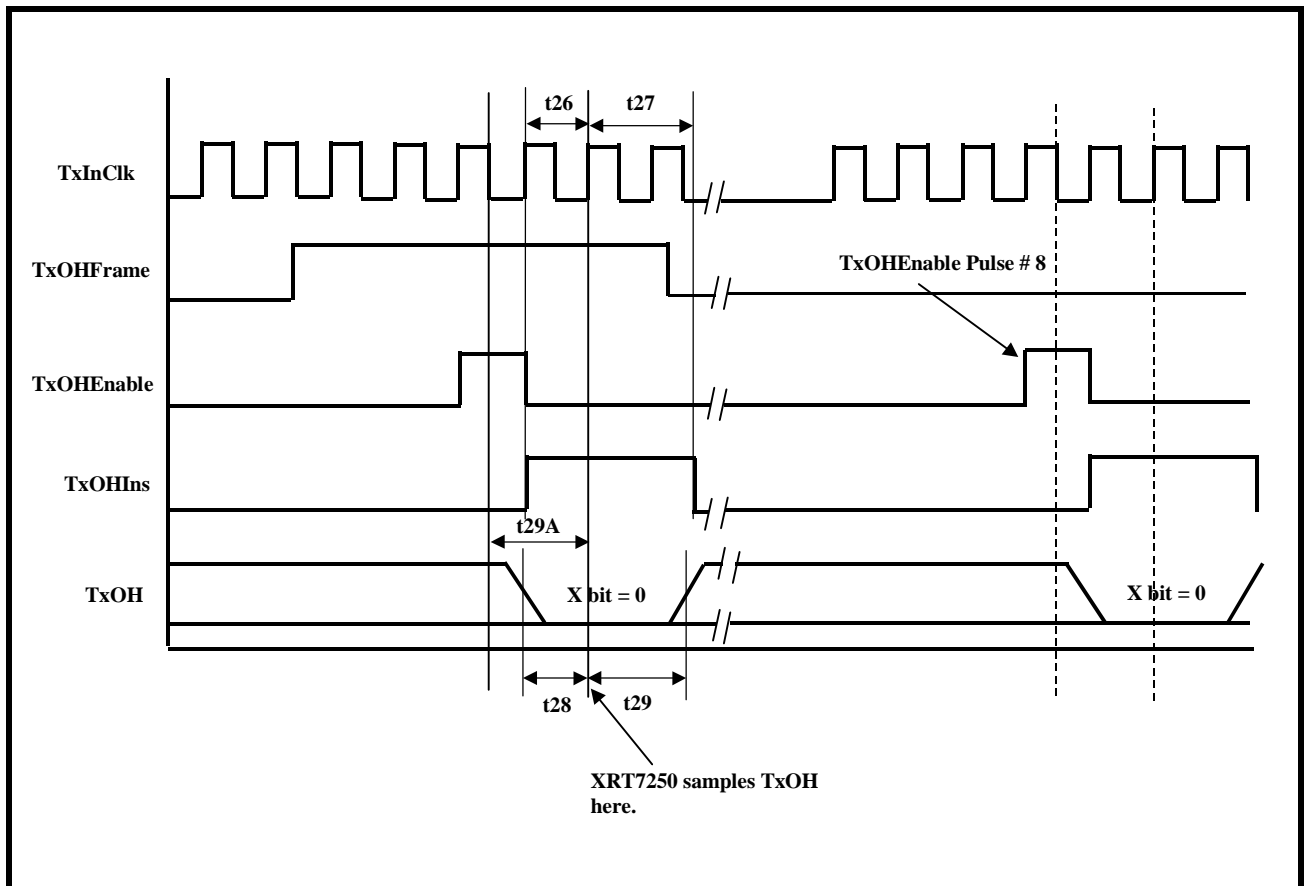 t26
t27
TxInClk
TxOHFrame
TxOHEnable Pulse # 8
TxOHEnable
TxOHIns
t29A
TxOH
X bit = 0
X bit = 0
t28
t29
XRT7250 samples TxOH
here.